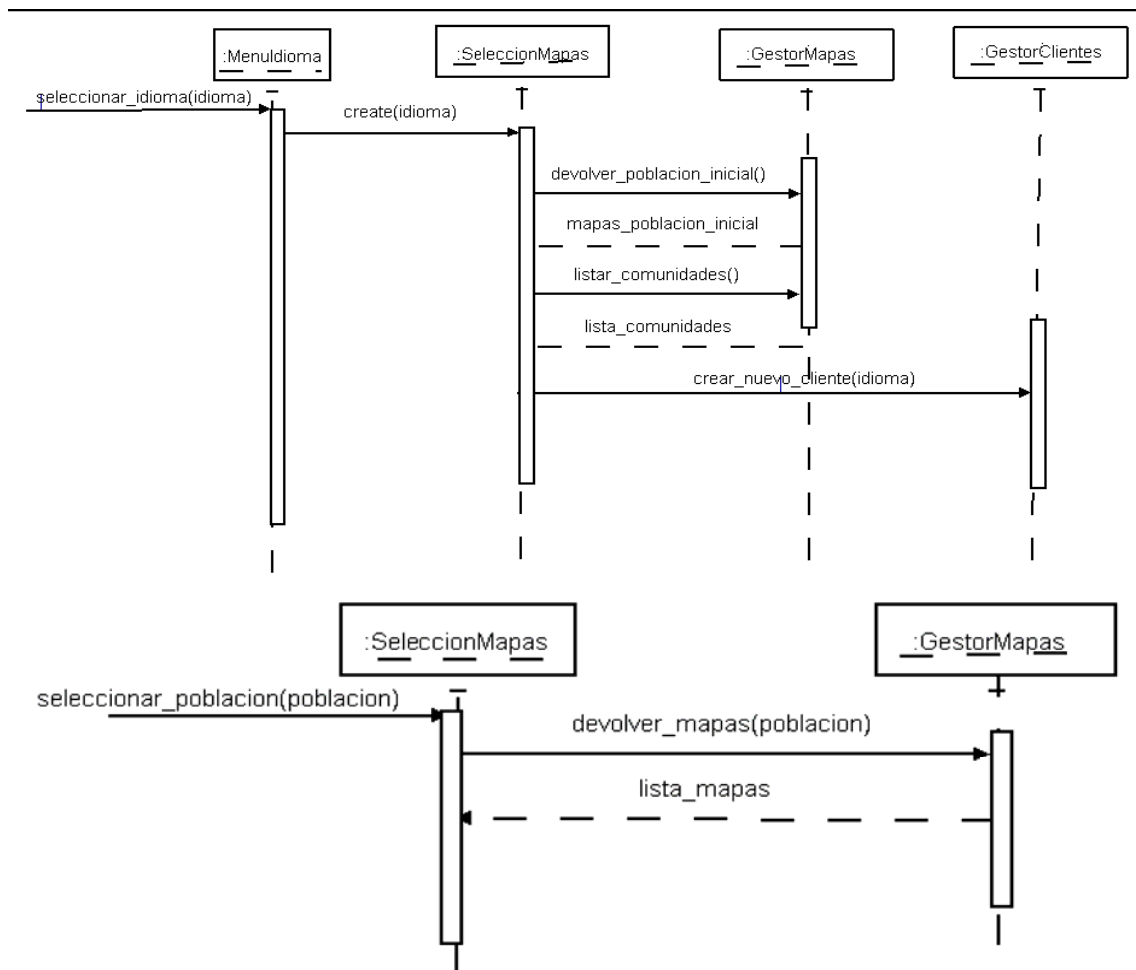 :MenuIdioma
:SeleccionMapas
:GestorMapas
:GestorClientes
seleccionar_idioma(idioma)
create(idioma)
devolver_poblacion_inicial()
mapas_poblacion_inicial
listar_comunidades()
lista_comunidades
crear_nuevo_cliente(idioma)
:SeleccionMapas
:GestorMapas
seleccionar_poblacion(poblacion)
devolver_mapas(poblacion)
lista_mapas